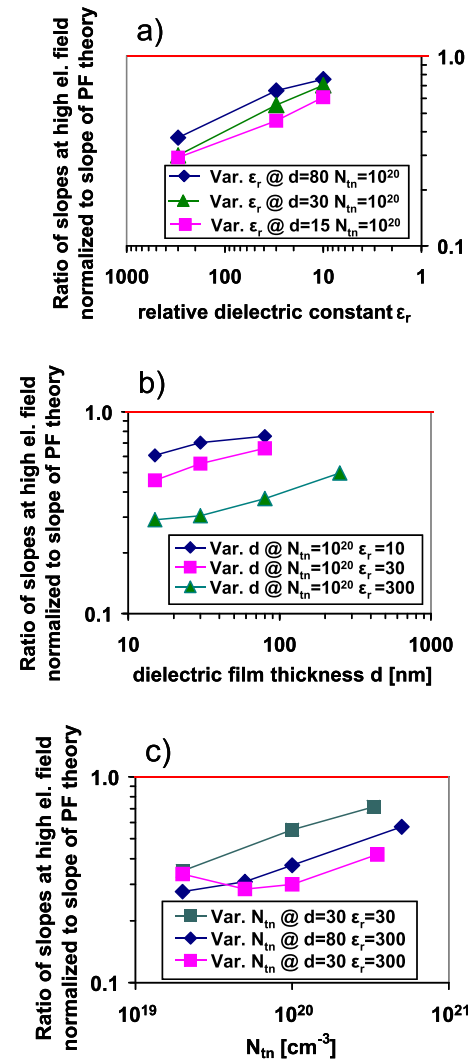 a)
Ratio of slopes at high el. field
normalized to slope of PF theory
1.0
0.1
Var. εr @ d=80 Ntn=10²⁰
Var. εr @ d=30 Ntn=10²⁰
Var. εr @ d=15 Ntn=10²⁰
1000 100 10 1
relative dielectric constant εr
b)
Ratio of slopes at high el. field
normalized to slope of PF theory
1.0
0.1
Var. d @ Ntn=10²⁰ εr=10
Var. d @ Ntn=10²⁰ εr=30
Var. d @ Ntn=10²⁰ εr=300
10 100 1000
dielectric film thickness d [nm]
c)
Ratio of slopes at high el. field
normalized to slope of PF theory
1.0
0.1
Var. Ntn @ d=30 εr=30
Var. Ntn @ d=80 εr=300
Var. Ntn @ d=30 εr=300
10¹⁹ 10²⁰ 10²¹
Ntn [cm⁻³]